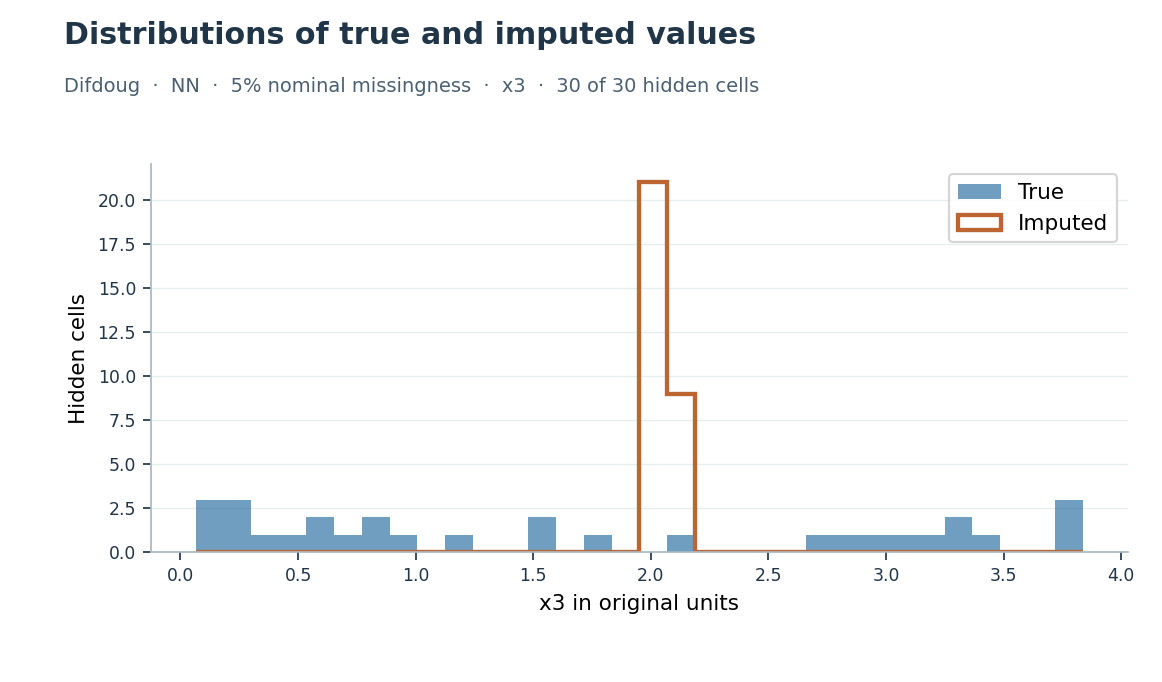 Distributions of true and imputed values
Difdoug · NN · 5% nominal missingness · x3 · 30 of 30 hidden cells
True
Imputed
Hidden cells
20.0
17.5
15.0
12.5
10.0
7.5
5.0
2.5
0.0
0.0 0.5 1.0 1.5 2.0 2.5 3.0 3.5 4.0
x3 in original units